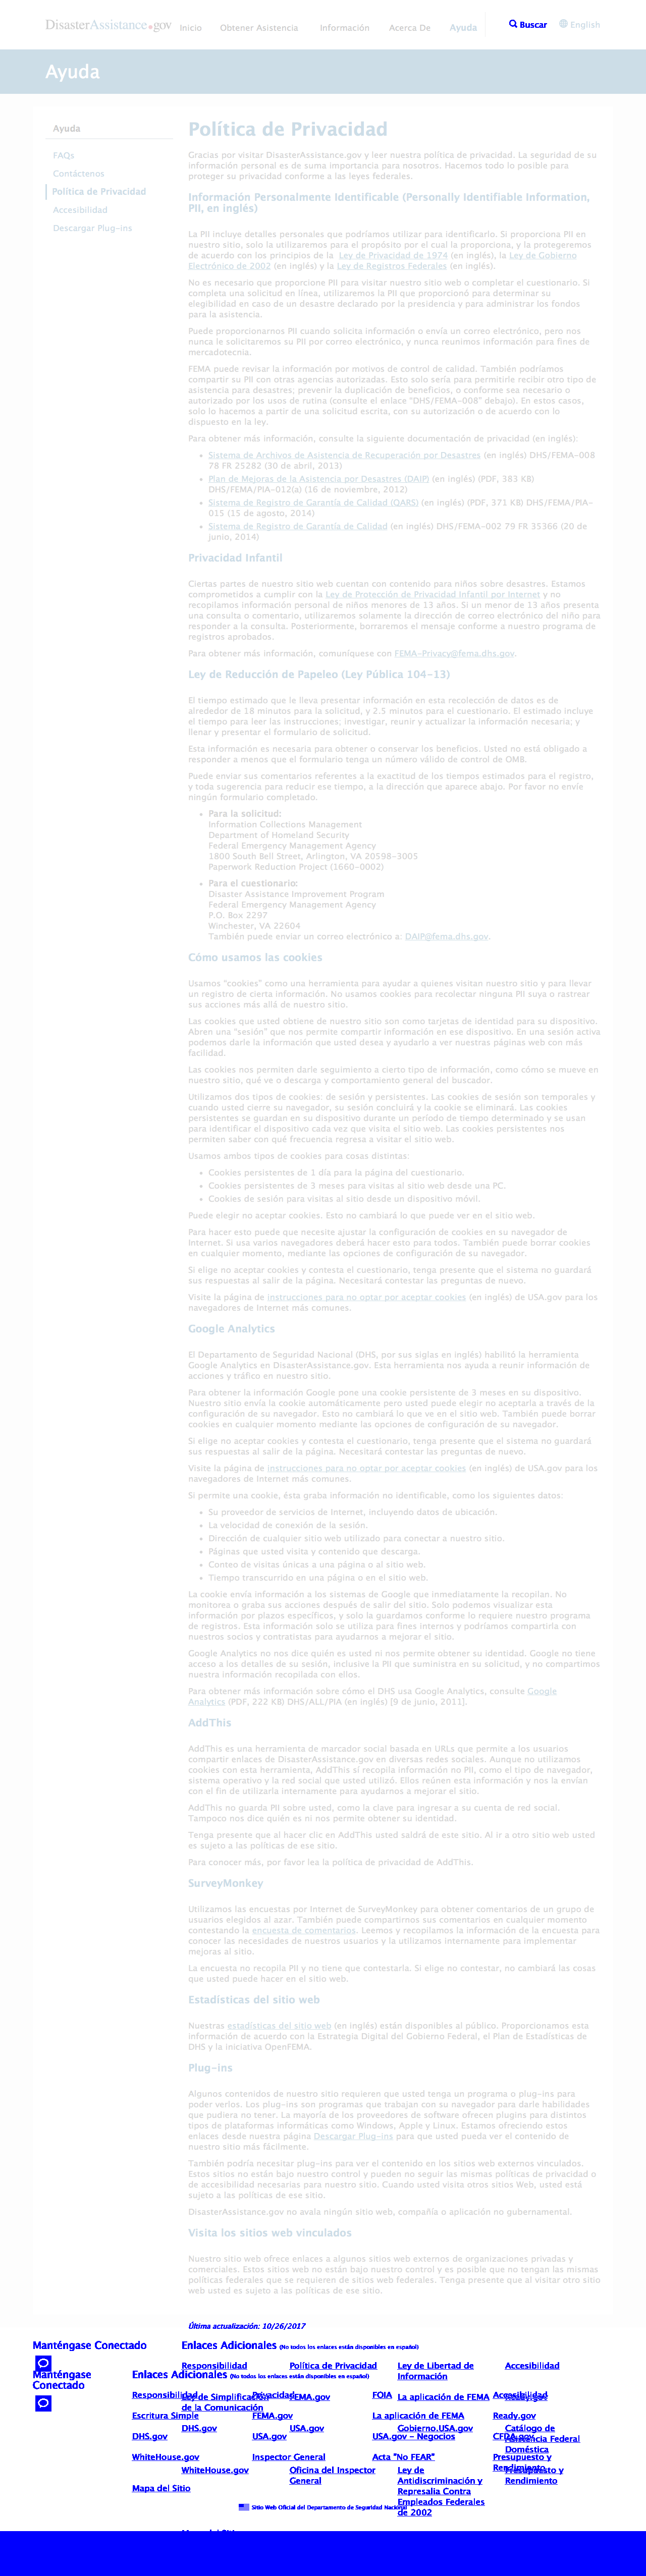 DisasterAssistance.gov Inicio Obtener Asistencia Información Acerca De Ayuda Buscar English
Ayuda
Ayuda
FAQs
Contáctenos
Política de Privacidad
Accesibilidad
Descargar Plug-ins
Política de Privacidad
Gracias por visitar DisasterAssistance.gov y leer nuestra política de privacidad. La seguridad de su
información personal es de suma importancia para nosotros. Hacemos todo lo posible para
proteger su privacidad conforme a las leyes federales.
Información Personalmente Identificable (Personally Identifiable Information,
PII, en inglés)
La PII incluye detalles personales que podríamos utilizar para identificarlo. Si proporciona PII en
nuestro sitio, solo la utilizaremos para el propósito por el cual la proporciona, y la protegeremos
de acuerdo con los principios de la Ley de Privacidad de 1974 (en inglés), la Ley de Gobierno
Electrónico de 2002 (en inglés) y la Ley de Registros Federales (en inglés).
No es necesario que proporcione PII para visitar nuestro sitio web o completar el cuestionario. Si
completa una solicitud en línea, utilizaremos la PII que proporcionó para determinar su
elegibilidad en caso de un desastre declarado por la presidencia y para administrar los fondos
para la asistencia.
Puede proporcionarnos PII cuando solicita información o envía un correo electrónico, pero nos
nunca le solicitaremos su PII por correo electrónico, y nunca reunimos información para fines de
mercadotecnia.
FEMA puede revisar la información por motivos de control de calidad. También podríamos
compartir su PII con otras agencias autorizadas. Esto solo sería para permitirle recibir otro tipo de
asistencia para desastres; prevenir la duplicación de beneficios, o conforme sea necesario o
autorizado por los usos de rutina (consulte el enlace "DHS/FEMA-008" debajo). En estos casos,
solo lo hacemos a partir de una solicitud escrita, con su autorización o de acuerdo con lo
dispuesto en la ley.
Para obtener más información, consulte la siguiente documentación de privacidad (en inglés):
• Sistema de Archivos de Asistencia de Recuperación por Desastres (en inglés) DHS/FEMA-008
78 FR 25282 (30 de abril, 2013)
• Plan de Mejoras de la Asistencia por Desastres (DAIP) (en inglés) (PDF, 383 KB)
DHS/FEMA/PIA-012(a) (16 de noviembre, 2012)
• Sistema de Registro de Garantía de Calidad (QARS) (en inglés) (PDF, 371 KB) DHS/FEMA/PIA-
015 (15 de agosto, 2014)
• Sistema de Registro de Garantía de Calidad (en inglés) DHS/FEMA-002 79 FR 35366 (20 de
junio, 2014)
Privacidad Infantil
Ciertas partes de nuestro sitio web cuentan con contenido para niños sobre desastres. Estamos
comprometidos a cumplir con la Ley de Protección de Privacidad Infantil por Internet y no
recopilamos información personal de niños menores de 13 años. Si un menor de 13 años presenta
una consulta o comentario, utilizaremos solamente la dirección de correo electrónico del niño para
responder a la consulta. Posteriormente, borraremos el mensaje conforme a nuestro programa de
registros aprobados.
Para obtener más información, comuníquese con FEMA-Privacy@fema.dhs.gov.
Ley de Reducción de Papeleo (Ley Pública 104-13)
El tiempo estimado que le lleva presentar información en esta recolección de datos es de
alrededor de 18 minutos para la solicitud, y 2.5 minutos para el cuestionario. El estimado incluye
el tiempo para leer las instrucciones; investigar, reunir y actualizar la información necesaria; y
llenar y presentar el formulario de solicitud.
Esta información es necesaria para obtener o conservar los beneficios. Usted no está obligado a
responder a menos que el formulario tenga un número válido de control de OMB.
Puede enviar sus comentarios referentes a la exactitud de los tiempos estimados para el registro,
y toda sugerencia para reducir ese tiempo, a la dirección que aparece abajo. Por favor no envíe
ningún formulario completado.
• Para la solicitud:
Information Collections Management
Department of Homeland Security
Federal Emergency Management Agency
1800 South Bell Street, Arlington, VA 20598-3005
Paperwork Reduction Project (1660-0002)
• Para el cuestionario:
Disaster Assistance Improvement Program
Federal Emergency Management Agency
P.O. Box 2297
Winchester, VA 22604
También puede enviar un correo electrónico a: DAIP@fema.dhs.gov.
Cómo usamos las cookies
Usamos "cookies" como una herramienta para ayudar a quienes visitan nuestro sitio y para llevar
un registro de cierta información. No usamos cookies para recolectar ninguna PII suya o rastrear
sus acciones más allá de nuestro sitio.
Las cookies que usted obtiene de nuestro sitio son como tarjetas de identidad para su dispositivo.
Abren una "sesión" que nos permite compartir información en ese dispositivo. En una sesión activa
podemos darle la información que usted desea y ayudarlo a ver nuestras páginas web con más
facilidad.
Las cookies nos permiten darle seguimiento a cierto tipo de información, como cómo se mueve en
nuestro sitio, qué ve o descarga y comportamiento general del buscador.
Utilizamos dos tipos de cookies: de sesión y persistentes. Las cookies de sesión son temporales y
cuando usted cierre su navegador, su sesión concluirá y la cookie se eliminará. Las cookies
persistentes se guardan en su dispositivo durante un período de tiempo determinado y se usan
para identificar el dispositivo cada vez que visita el sitio web. Las cookies persistentes nos
permiten saber con qué frecuencia regresa a visitar el sitio web.
Usamos ambos tipos de cookies para cosas distintas:
• Cookies persistentes de 1 día para la página del cuestionario.
• Cookies persistentes de 3 meses para visitas al sitio web desde una PC.
• Cookies de sesión para visitas al sitio desde un dispositivo móvil.
Puede elegir no aceptar cookies. Esto no cambiará lo que puede ver en el sitio web.
Para hacer esto puede que necesite ajustar la configuración de cookies en su navegador de
Internet. Si usa varios navegadores deberá hacer esto para todos. También puede borrar cookies
en cualquier momento, mediante las opciones de configuración de su navegador.
Si elige no aceptar cookies y contesta el cuestionario, tenga presente que el sistema no guardará
sus respuestas al salir de la página. Necesitará contestar las preguntas de nuevo.
Visite la página de instrucciones para no optar por aceptar cookies (en inglés) de USA.gov para los
navegadores de Internet más comunes.
Google Analytics
El Departamento de Seguridad Nacional (DHS, por sus siglas en inglés) habilitó la herramienta
Google Analytics en DisasterAssistance.gov. Esta herramienta nos ayuda a reunir información de
acciones y tráfico en nuestro sitio.
Para obtener la información Google pone una cookie persistente de 3 meses en su dispositivo.
Nuestro sitio envía la cookie automáticamente pero usted puede elegir no aceptarla a través de la
configuración de su navegador. Esto no cambiará lo que ve en el sitio web. También puede borrar
cookies en cualquier momento mediante las opciones de configuración de su navegador.
Si elige no aceptar cookies y contesta el cuestionario, tenga presente que el sistema no guardará
sus respuestas al salir de la página. Necesitará contestar las preguntas de nuevo.
Visite la página de instrucciones para no optar por aceptar cookies (en inglés) de USA.gov para los
navegadores de Internet más comunes.
Si permite una cookie, ésta graba información no identificable, como los siguientes datos:
• Su proveedor de servicios de Internet, incluyendo datos de ubicación.
• La velocidad de conexión de la sesión.
• Dirección de cualquier sitio web utilizado para conectar a nuestro sitio.
• Páginas que usted visita y contenido que descarga.
• Conteo de visitas únicas a una página o al sitio web.
• Tiempo transcurrido en una página o en el sitio web.
La cookie envía información a los sistemas de Google que inmediatamente la recopilan. No
monitorea o graba sus acciones después de salir del sitio. Solo podemos visualizar esta
información por plazos específicos, y solo la guardamos conforme lo requiere nuestro programa
de registros. Esta información solo se utiliza para fines internos y podríamos compartirla con
nuestros socios y contratistas para ayudarnos a mejorar el sitio.
Google Analytics no nos dice quién es usted ni nos permite obtener su identidad. Google no tiene
acceso a los detalles de su sesión, inclusive la PII que suministra en su solicitud, y no compartimos
nuestra información recopilada con ellos.
Para obtener más información sobre cómo el DHS usa Google Analytics, consulte Google
Analytics (PDF, 222 KB) DHS/ALL/PIA (en inglés) [9 de junio, 2011].
AddThis
AddThis es una herramienta de marcador social basada en URLs que permite a los usuarios
compartir enlaces de DisasterAssistance.gov en diversas redes sociales. Aunque no utilizamos
cookies con esta herramienta, AddThis sí recopila información no PII, como el tipo de navegador,
sistema operativo y la red social que usted utilizó. Ellos reúnen esta información y nos la envían
con el fin de utilizarla internamente para ayudarnos a mejorar el sitio.
AddThis no guarda PII sobre usted, como la clave para ingresar a su cuenta de red social.
Tampoco nos dice quién es ni nos permite obtener su identidad.
Tenga presente que al hacer clic en AddThis usted saldrá de este sitio. Al ir a otro sitio web usted
es sujeto a las políticas de ese sitio.
Para conocer más, por favor lea la política de privacidad de AddThis.
SurveyMonkey
Utilizamos las encuestas por Internet de SurveyMonkey para obtener comentarios de un grupo de
usuarios elegidos al azar. También puede compartirnos sus comentarios en cualquier momento
contestando la encuesta de comentarios. Leemos y recopilamos la información de la encuesta para
conocer las necesidades de nuestros usuarios y la utilizamos internamente para implementar
mejoras al sitio.
La encuesta no recopila PII y no tiene que contestarla. Si elige no contestar, no cambiarán las cosas
que usted puede hacer en el sitio web.
Estadísticas del sitio web
Nuestras estadísticas del sitio web (en inglés) están disponibles al público. Proporcionamos esta
información de acuerdo con la Estrategia Digital del Gobierno Federal, el Plan de Estadísticas de
DHS y la iniciativa OpenFEMA.
Plug-ins
Algunos contenidos de nuestro sitio requieren que usted tenga un programa o plug-ins para
poder verlos. Los plug-ins son programas que trabajan con su navegador para darle habilidades
que pudiera no tener. La mayoría de los proveedores de software ofrecen plugins para distintos
tipos de plataformas informáticas como Windows, Apple y Linux. Estamos ofreciendo estos
enlaces desde nuestra página Descargar Plug-ins para que usted pueda ver el contenido de
nuestro sitio más fácilmente.
También podría necesitar plug-ins para ver el contenido en los sitios web externos vinculados.
Estos sitios no están bajo nuestro control y pueden no seguir las mismas políticas de privacidad o
de accesibilidad necesarias para nuestro sitio. Cuando usted visita otros sitios Web, usted está
sujeto a las políticas de ese sitio.
DisasterAssistance.gov no avala ningún sitio web, compañía o aplicación no gubernamental.
Visita los sitios web vinculados
Nuestro sitio web ofrece enlaces a algunos sitios web externos de organizaciones privadas y
comerciales. Estos sitios web no están bajo nuestro control y es posible que no tengan las mismas
políticas federales que se requieren de sitios web federales. Tenga presente que al visitar otro sitio
web usted es sujeto a las políticas de ese sitio.
Última actualización: 10/26/2017
Manténgase Conectado
Enlaces Adicionales (No todos los enlaces están disponibles en español)
Responsabilidad Política de Privacidad Ley de Libertad de Información Accesibilidad
Manténgase
Conectado
Enlaces Adicionales (No todos los enlaces están disponibles en español)
Responsibilidad Privacidad FOIA Accesibilidad
Ley de Simplificación de la Comunicación FEMA.gov La aplicación de FEMA Ready.gov
Escritura Simple FEMA.gov La aplicación de FEMA Ready.gov
DHS.gov USA.gov Gobierno.USA.gov Catálogo de Asistencia Federal Doméstica
DHS.gov USA.gov USA.gov - Negocios CFDA.gov
WhiteHouse.gov Inspector General Acta "No FEAR" Presupuesto y Rendimiento
WhiteHouse.gov Oficina del Inspector General Ley de Antidiscriminación y Represalia Contra Empleados Federales de 2002 Presupuesto y Rendimiento
Mapa del Sitio
Sitio Web Oficial del Departamento de Seguridad Nacional